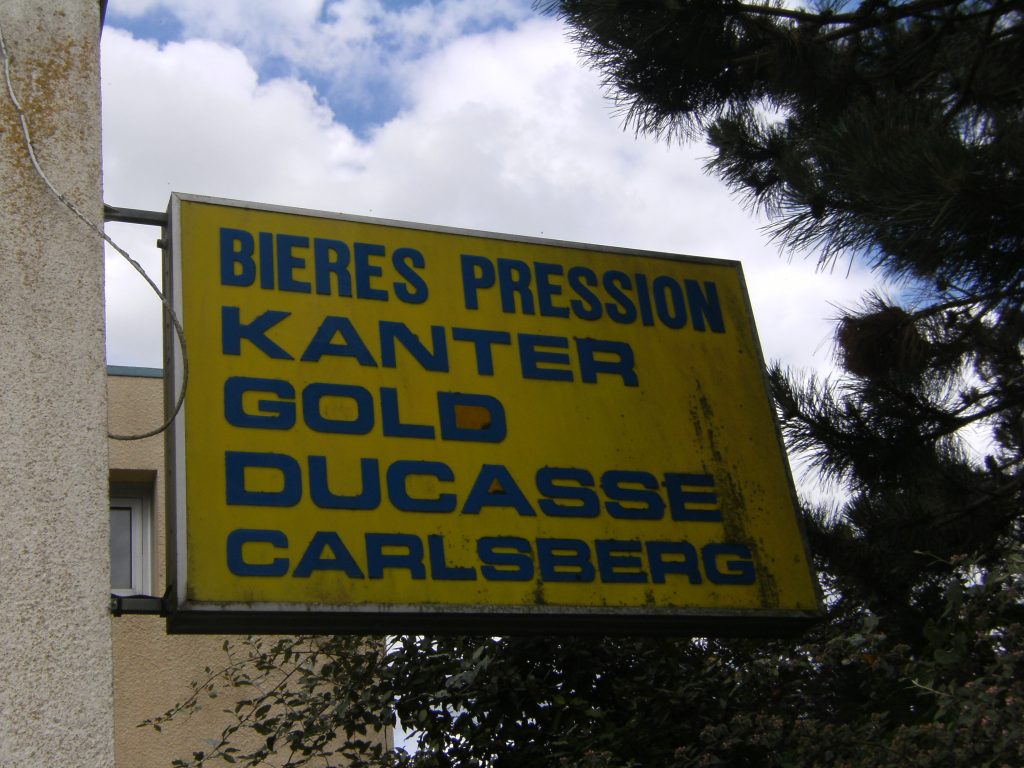 BIERES PRESSION
KANTER
GOLD
DUCASSE
CARLSBERG